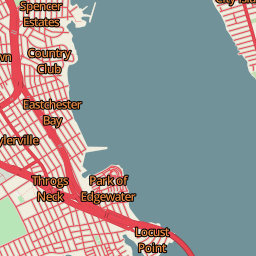 Spencer
Estates
Country
Club
Eastchester
Bay
Throgs
Neck
Park of
Edgewater
Locust
Point